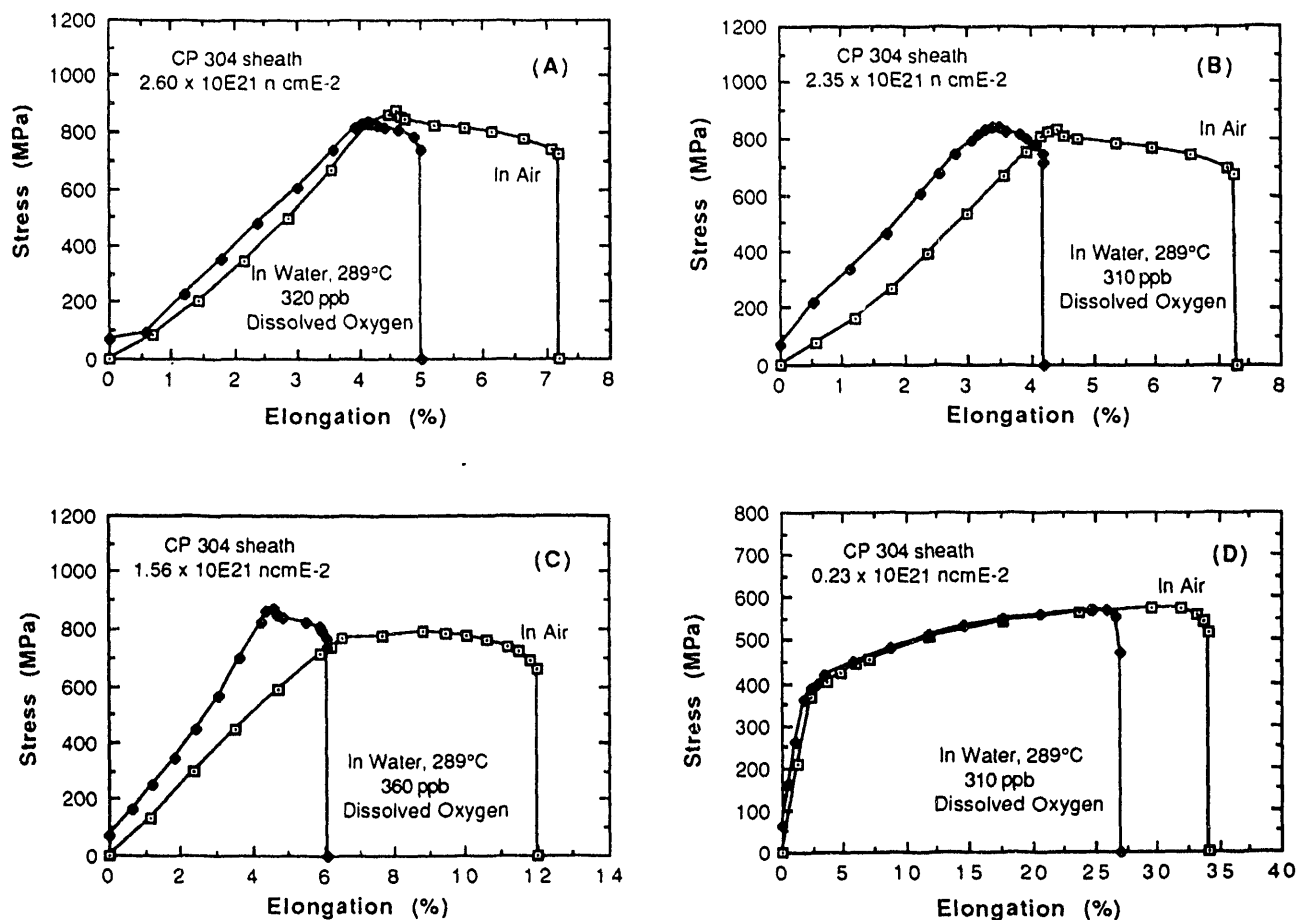 (A)
CP 304 sheath
2.60 x 10E21 n cmE-2
In Air
In Water, 289°C
320 ppb
Dissolved Oxygen
Stress (MPa)
1200
1000
800
600
400
200
0
0 1 2 3 4 5 6 7 8
Elongation (%)
(B)
CP 304 sheath
2.35 x 10E21 n cmE-2
In Air
In Water, 289°C
310 ppb
Dissolved Oxygen
Stress (MPa)
1200
1000
800
600
400
200
0
0 1 2 3 4 5 6 7 8
Elongation (%)
(C)
CP 304 sheath
1.56 x 10E21 ncmE-2
In Air
In Water, 289°C
360 ppb
Dissolved Oxygen
Stress (MPa)
1200
1000
800
600
400
200
0
0 2 4 6 8 10 12 14
Elongation (%)
(D)
CP 304 sheath
0.23 x 10E21 ncmE-2
In Air
In Water, 289°C
310 ppb
Dissolved Oxygen
Stress (MPa)
800
700
600
500
400
300
200
100
0
0 5 10 15 20 25 30 35 40
Elongation (%)